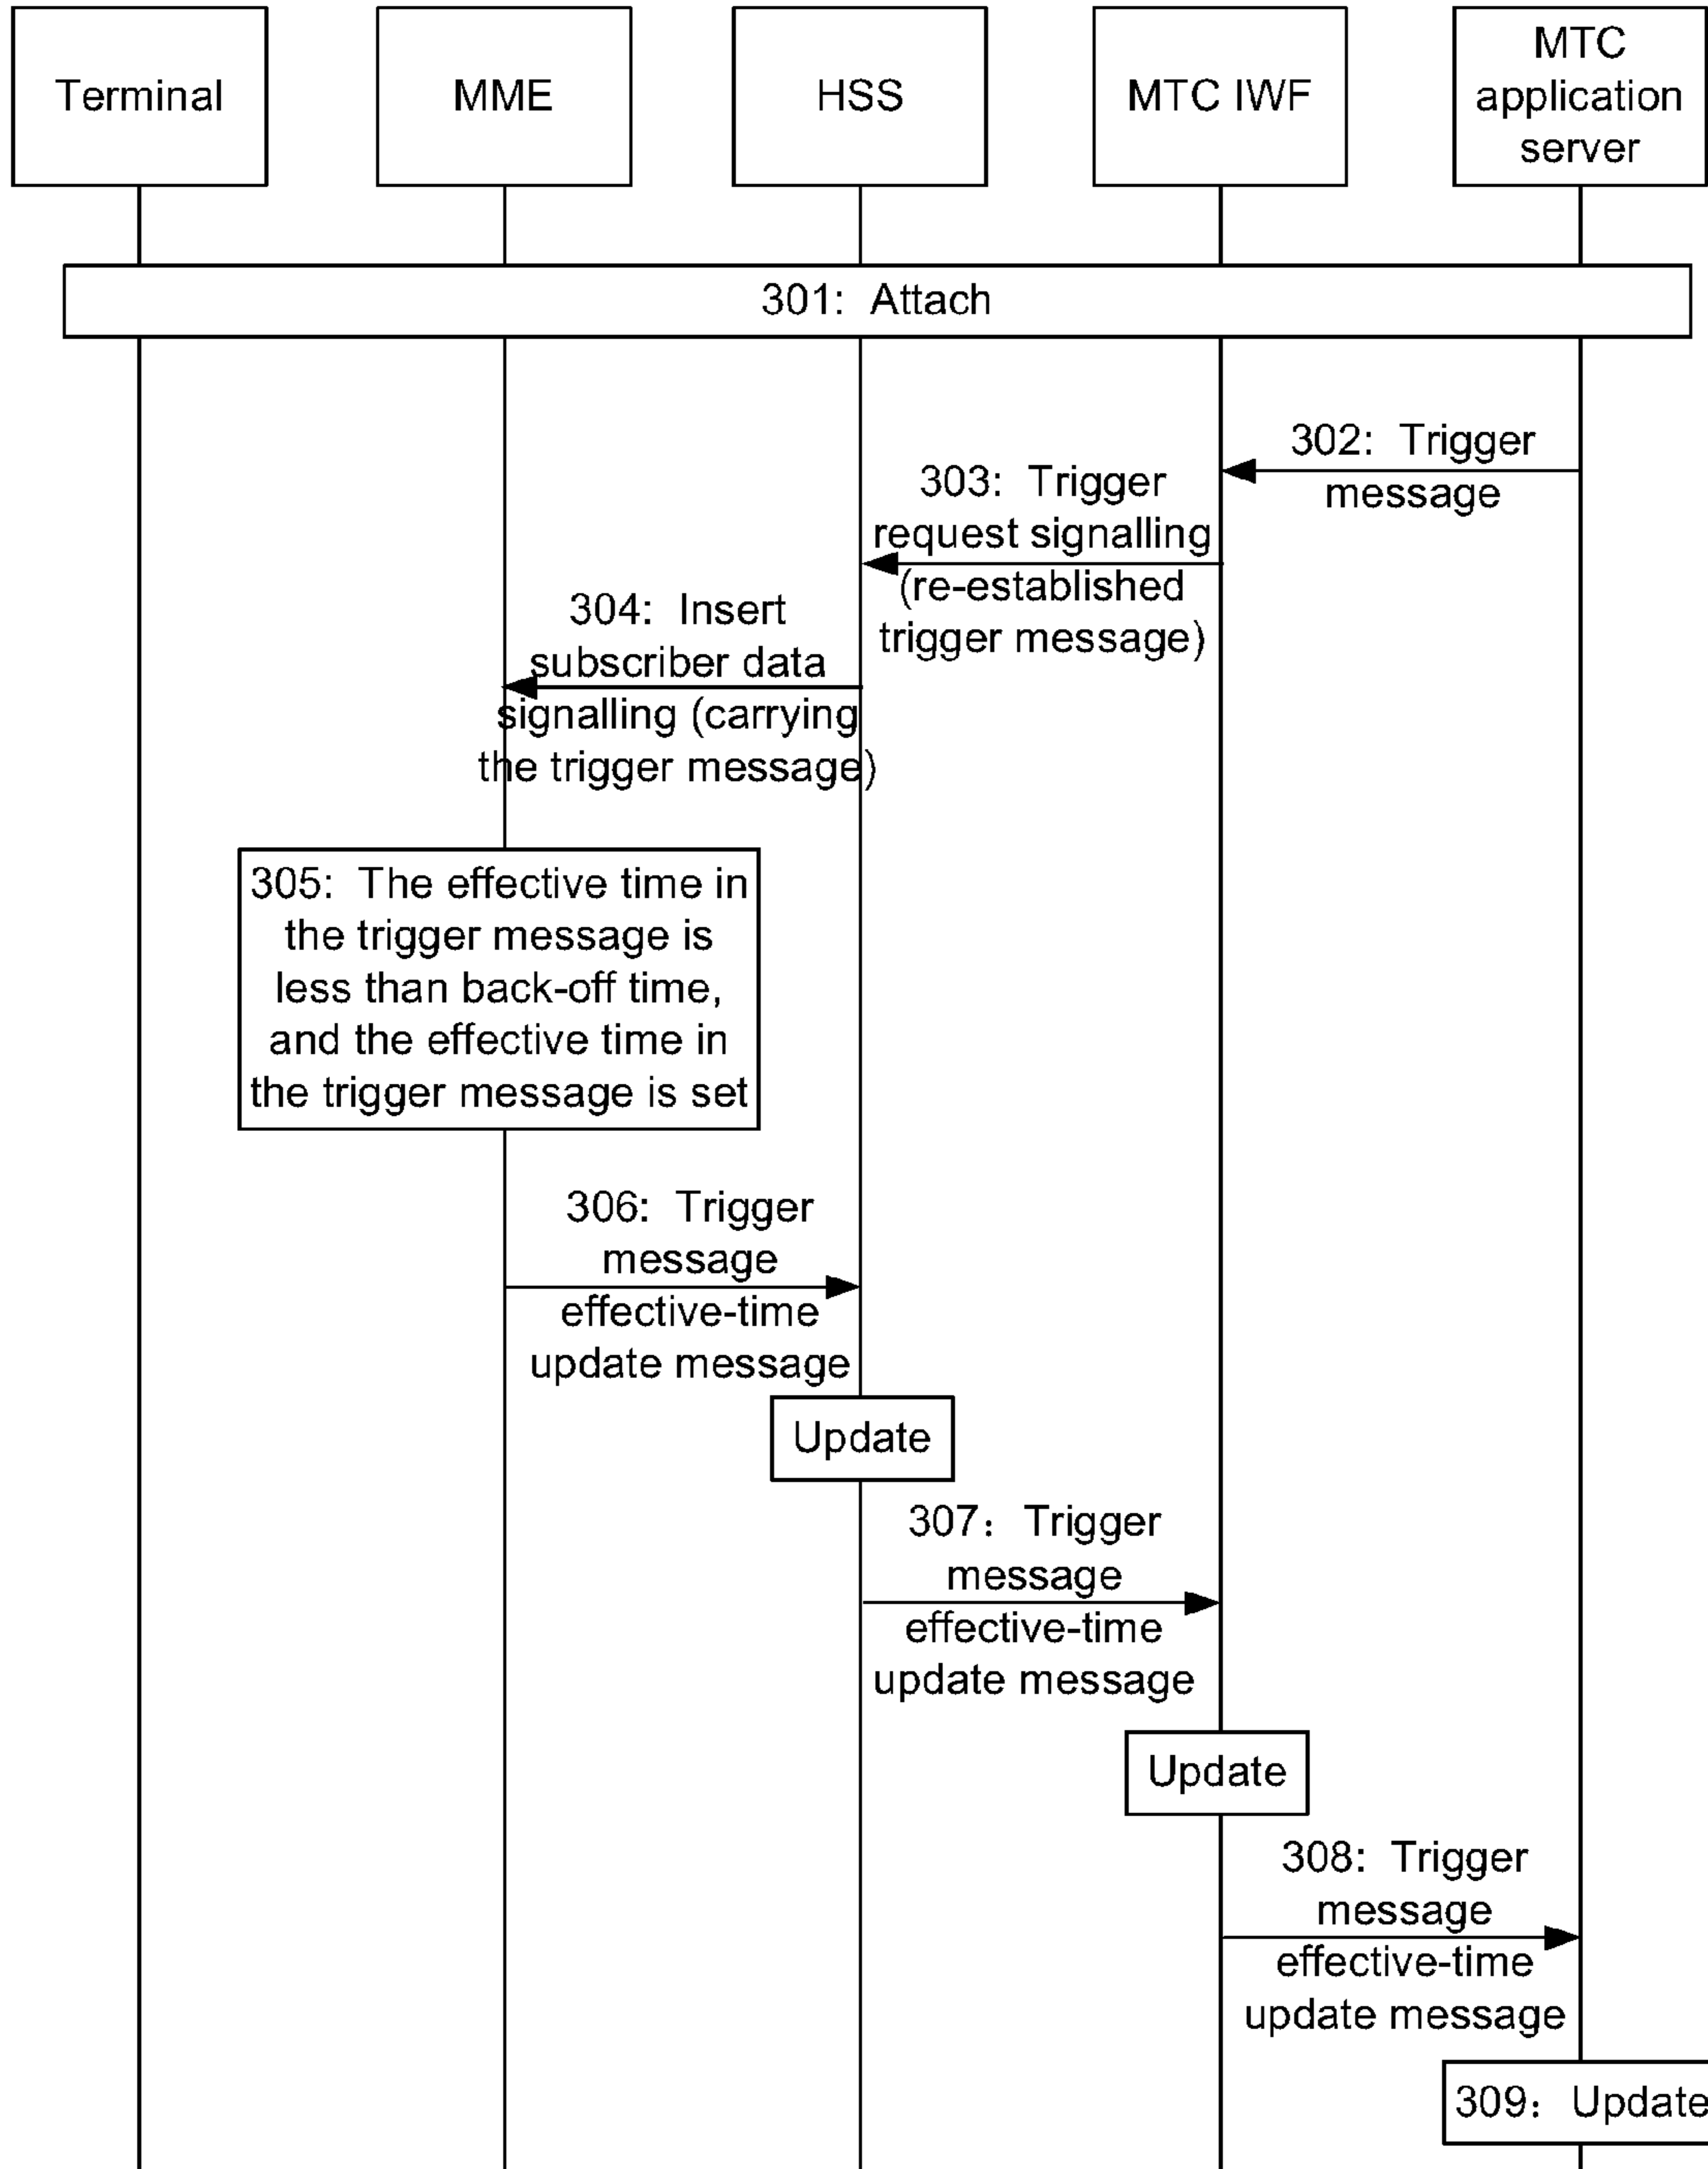 Terminal
MME
HSS
MTC IWF
MTC
application
server
301: Attach
302: Trigger
message
303: Trigger
request signalling
(re-established
trigger message)
304: Insert
subscriber data
signalling (carrying
the trigger message)
305: The effective time in
the trigger message is
less than back-off time,
and the effective time in
the trigger message is set
306: Trigger
message
effective-time
update message
Update
307: Trigger
message
effective-time
update message
Update
308: Trigger
message
effective-time
update message
309: Update